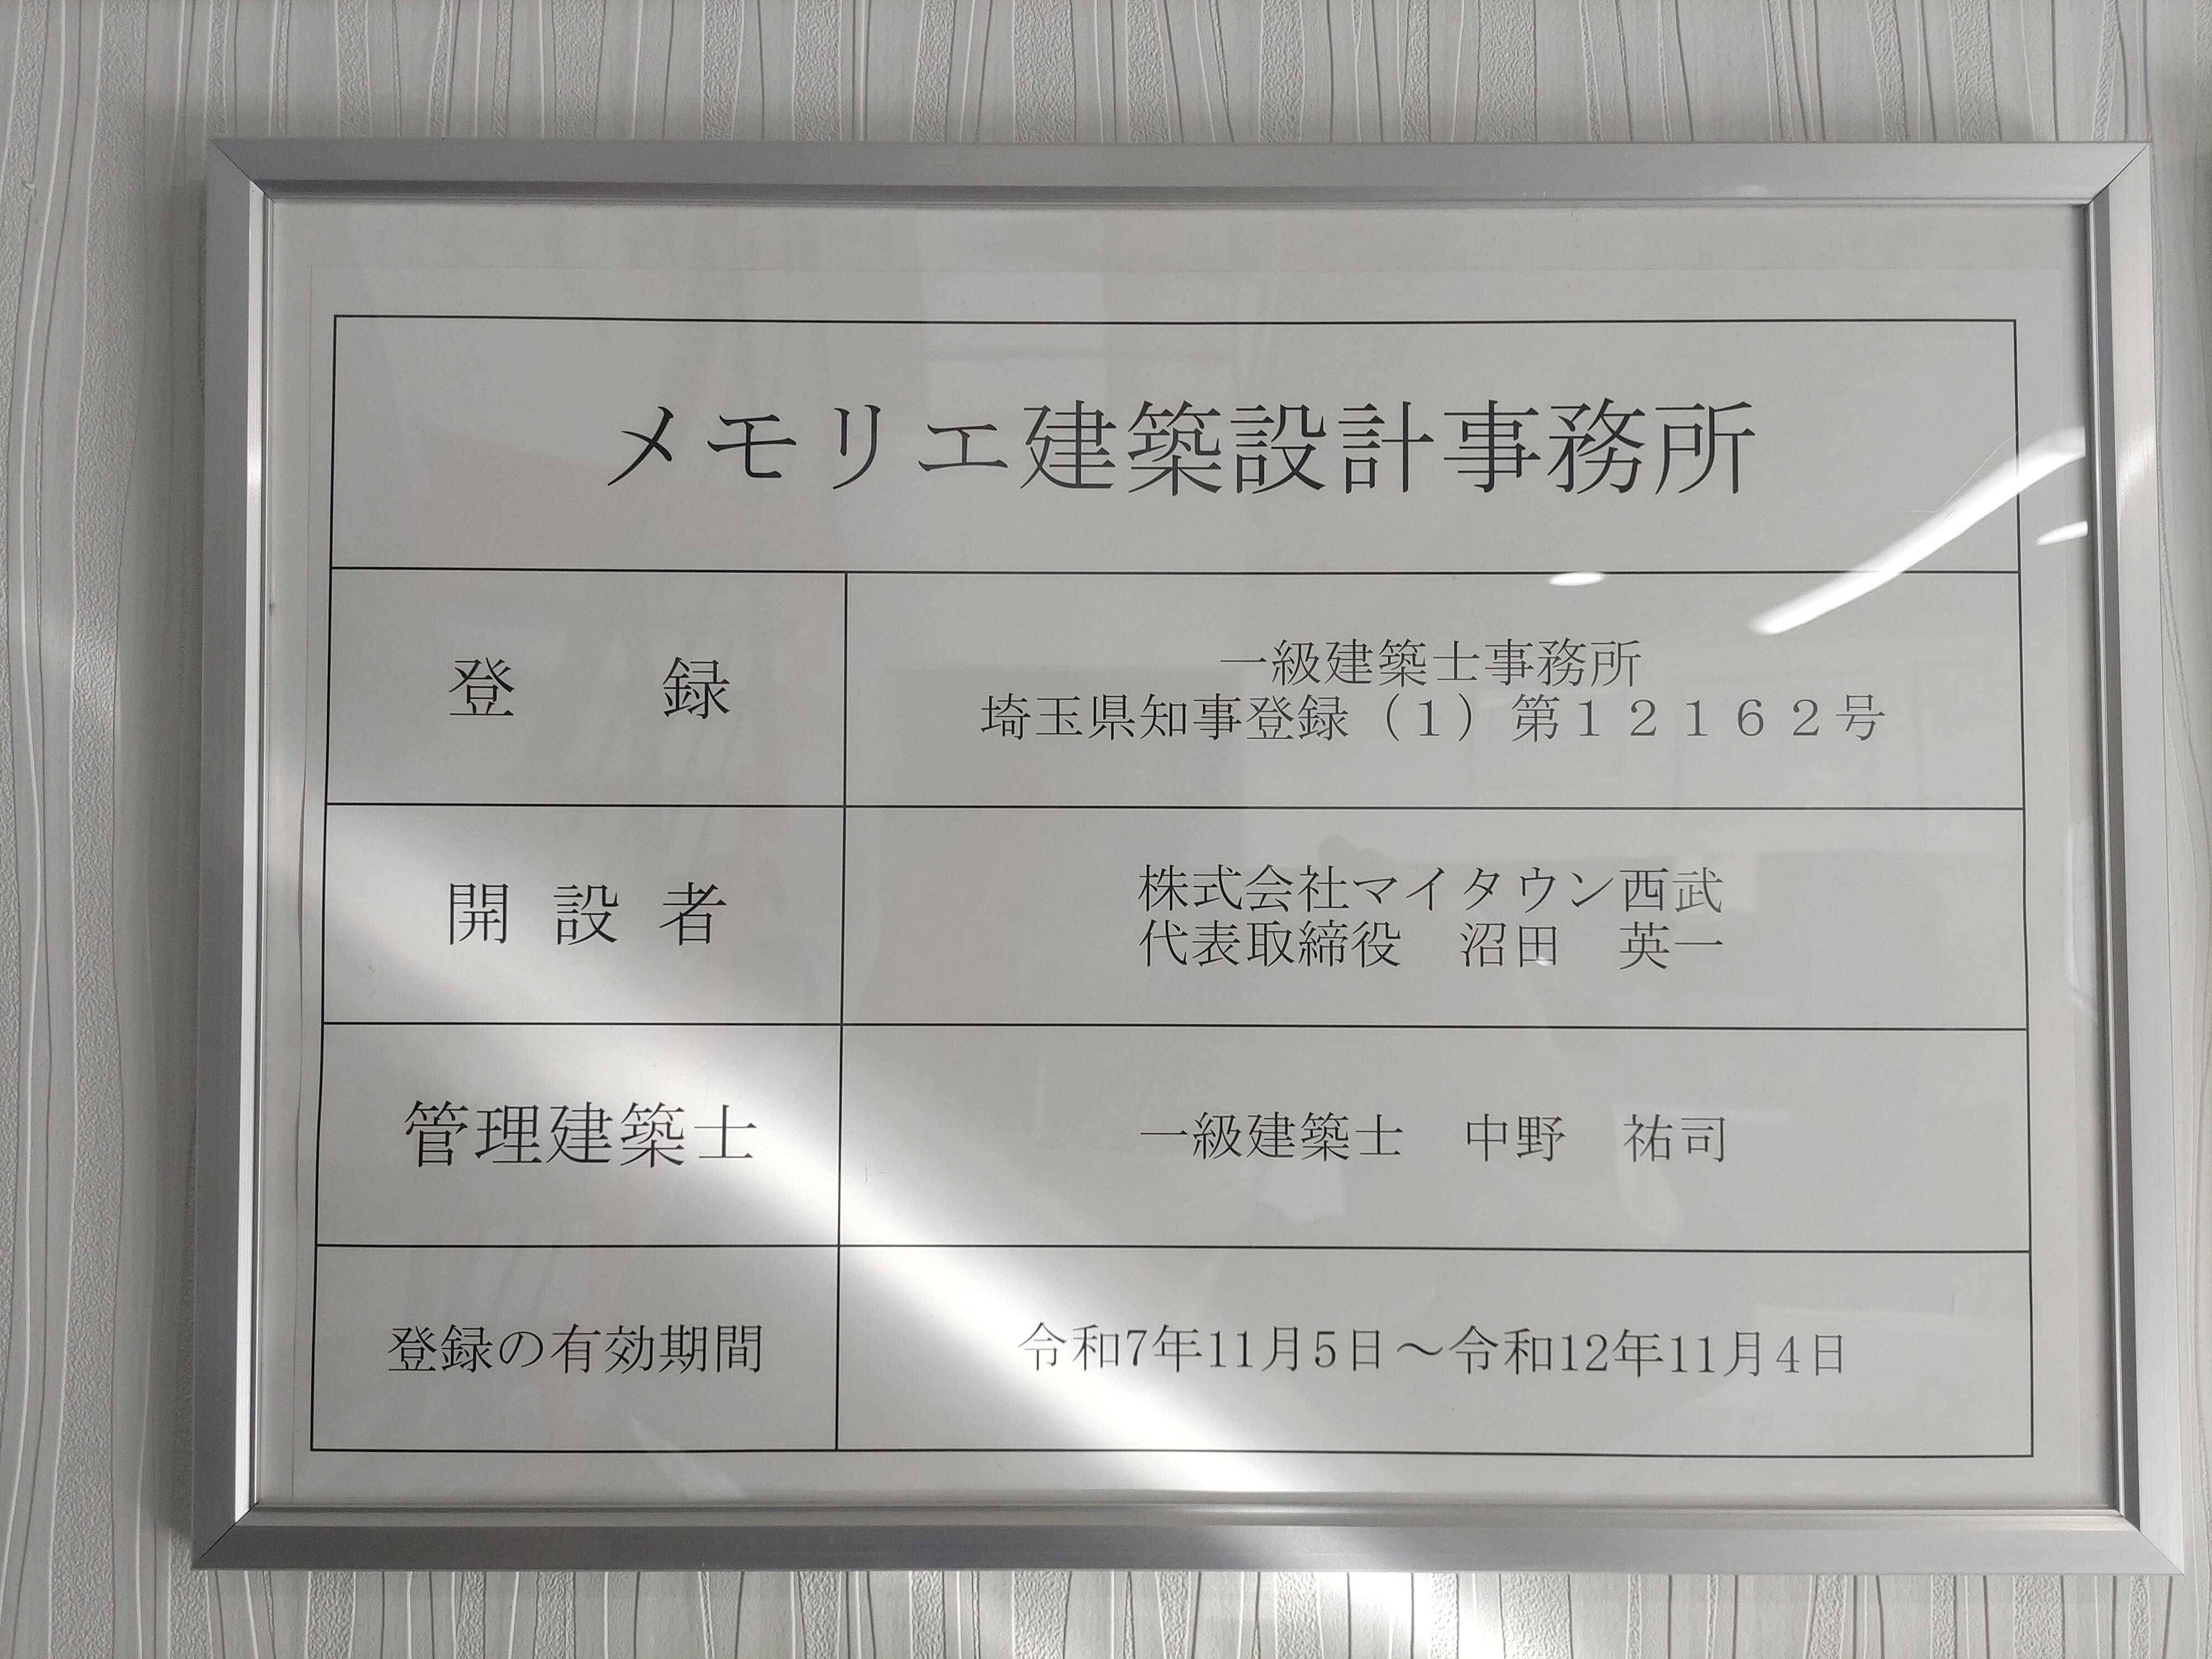 メモリエ建築設計事務所
登　録
一級建築士事務所
埼玉県知事登録（１）第１２１６２号
開 設 者
株式会社マイタウン西武
代表取締役　沼田　英一
管理建築士
一級建築士　中野　祐司
登録の有効期間
令和7年11月5日～令和12年11月4日